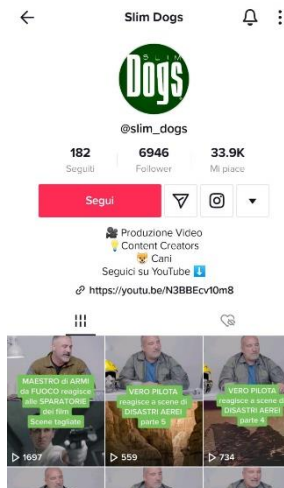 Slim Dogs
SLIM
Dogs
@slim_dogs
182 6946 33.9K
Seguiti Follower Mi piace
Segui
Produzione Video
Content Creators
Cani
Seguici su YouTube
https://youtu.be/N3BBEcv10m8
MAESTRO di ARMI
da FUOCO reagisce
alle SPARATORIE
dei film
Scene tagliate
1697
VERO PILOTA
reagisce a scene di
DISASTRI AEREI
parte 5
559
VERO PILOTA
reagisce a scene di
DISASTRI AEREI
parte 4
734